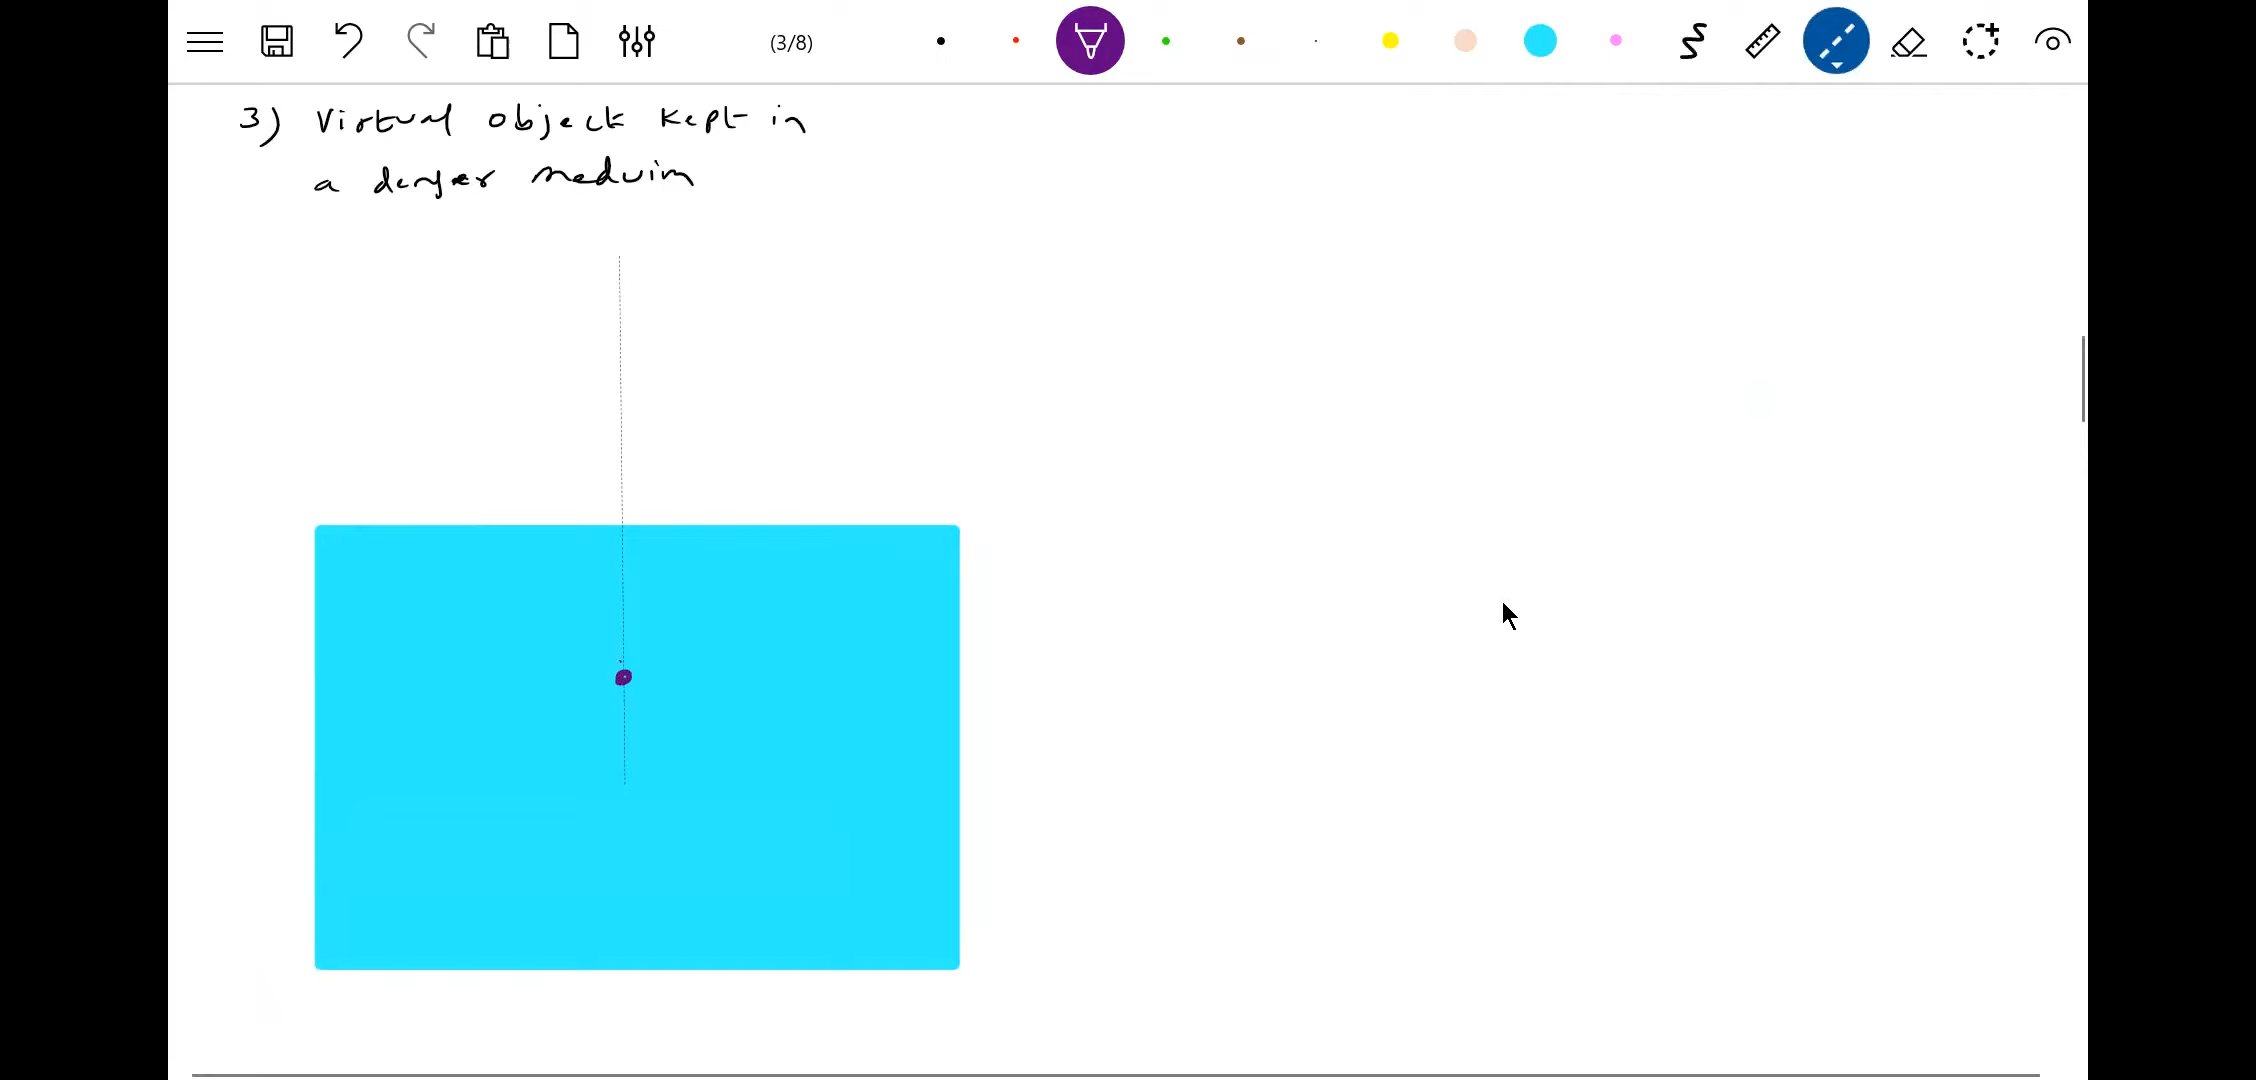 (3/8)
3) Virtual object kept in
a denser meduim